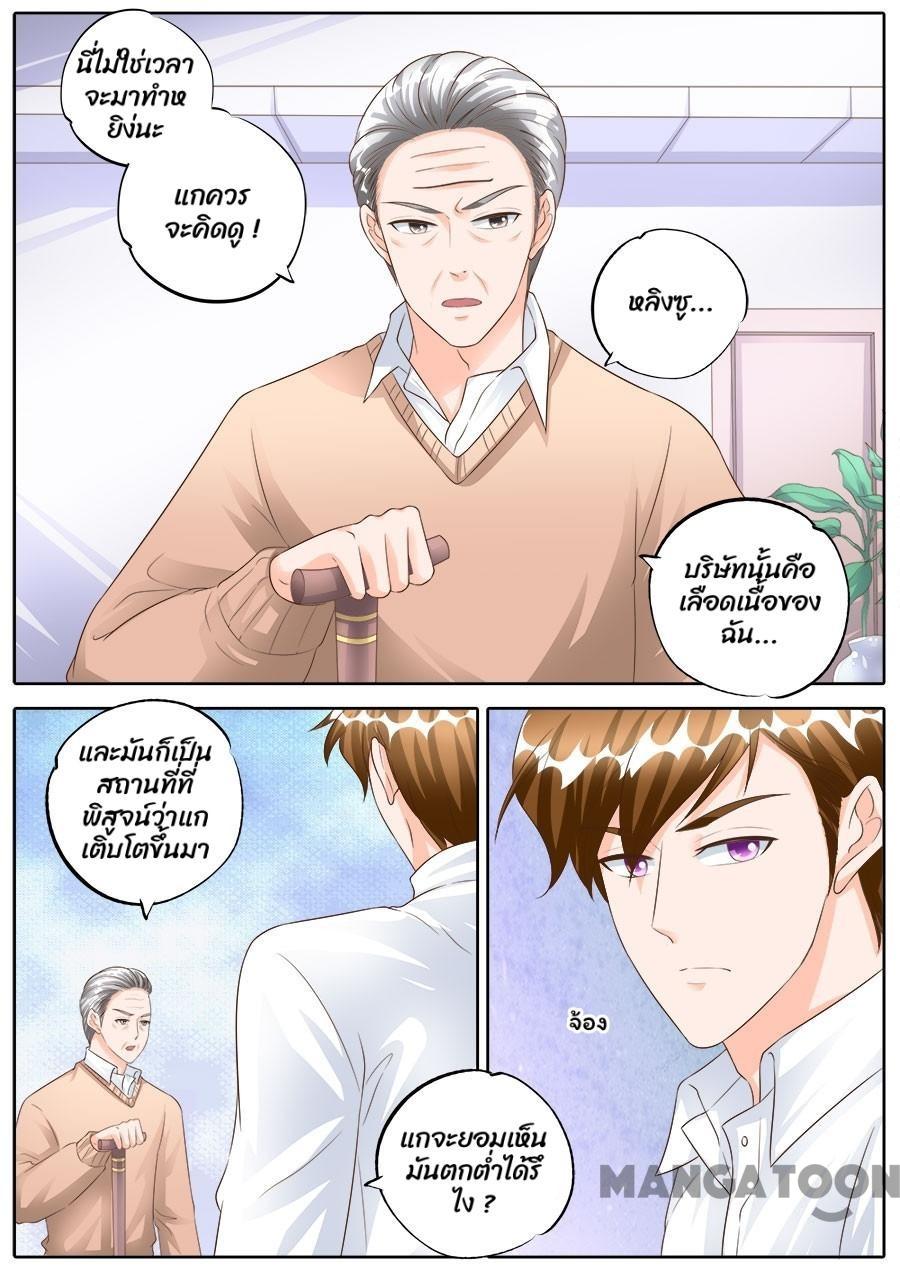 นี่ไม่ใช่เวลา
จะมาทำห
ยิ่งนะ
แกควร
จะคิดดู !
หลิงซู...
บริษัทนั้นคือ
เลือดเนื้อของ
ฉัน...
และมันก็เป็น
สถานที่ที่
พิสูจน์ว่าแก
เติบโตขึ้นมา
จ้อง
แกจะยอมเห็น
มันตกต่ำได้รึ
ไง ?
MANGATOON